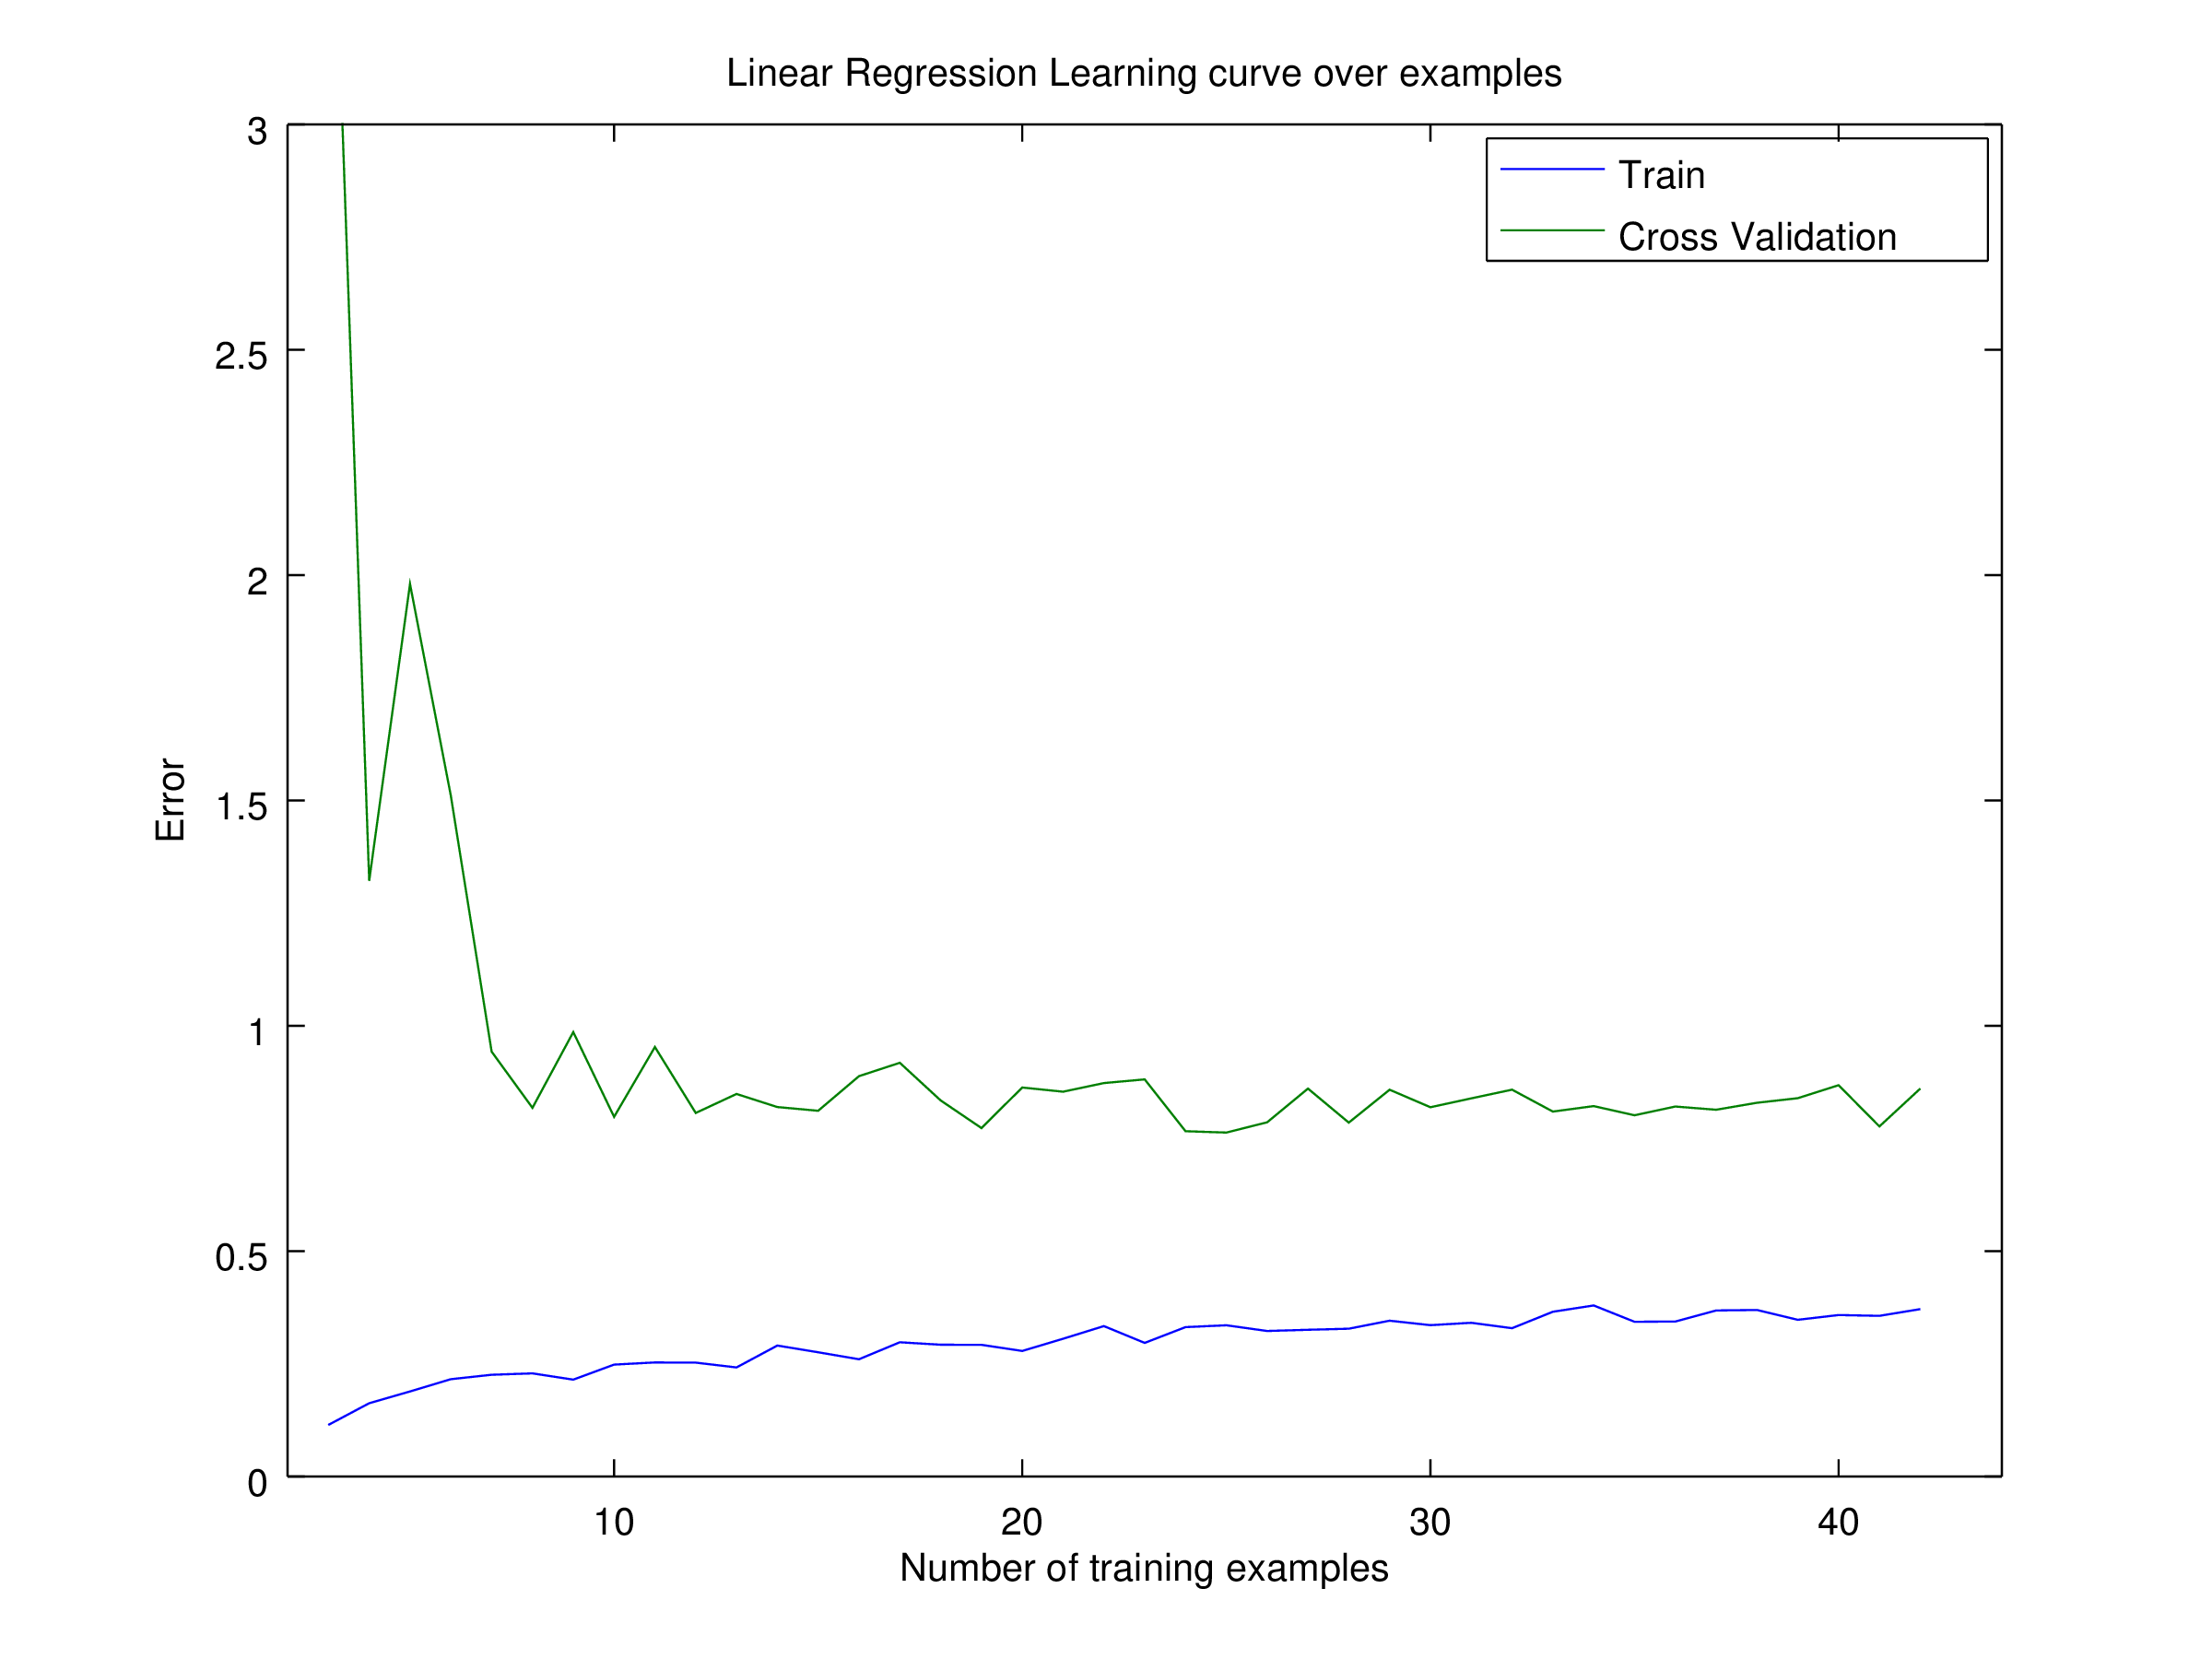 Linear Regression Learning curve over examples
3
2.5
2
1.5
1
0.5
0
Error
Train
Cross Validation
10 20 30 40
Number of training examples